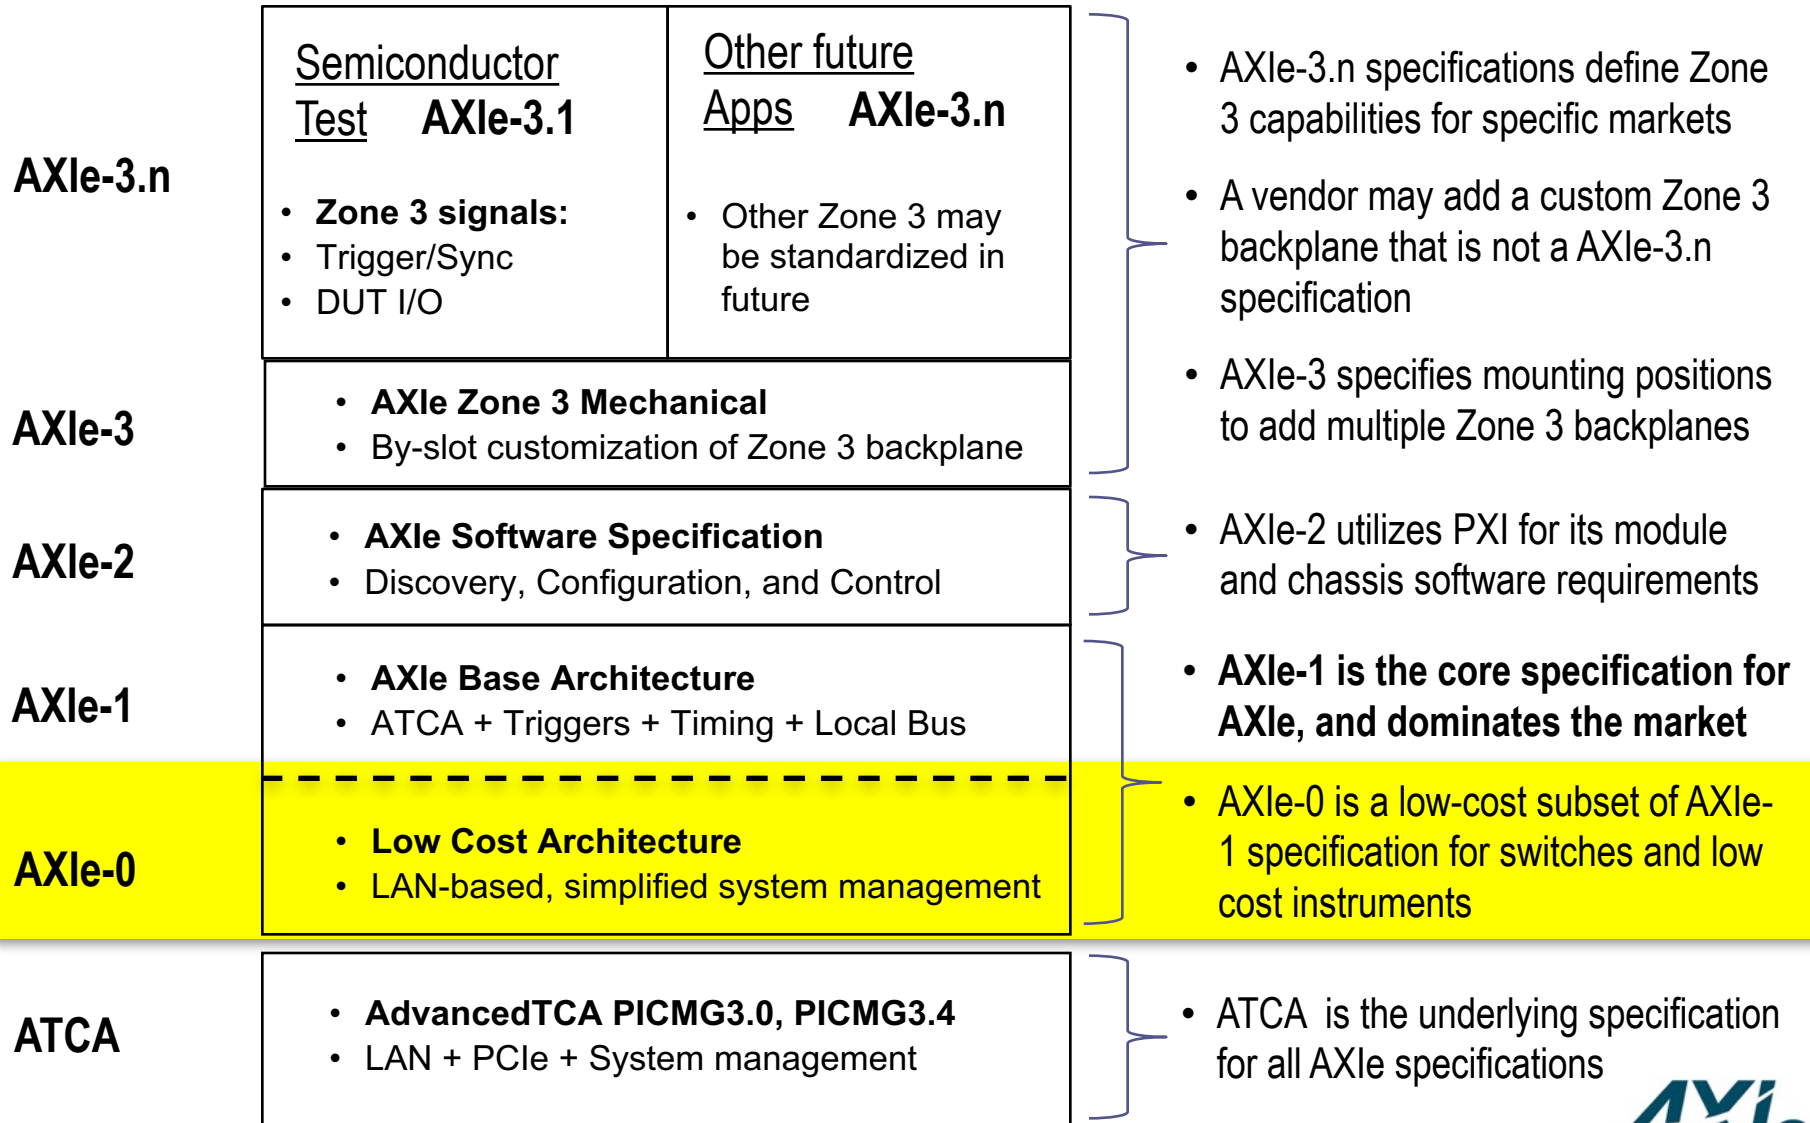 AXIe-3.n
Semiconductor
Test AXIe-3.1
• Zone 3 signals:
• Trigger/Sync
• DUT I/O
Other future
Apps AXIe-3.n
• Other Zone 3 may
be standardized in
future
• AXIe-3.n specifications define Zone
3 capabilities for specific markets
• A vendor may add a custom Zone 3
backplane that is not a AXIe-3.n
specification
AXIe-3
• AXIe Zone 3 Mechanical
• By-slot customization of Zone 3 backplane
• AXIe-3 specifies mounting positions
to add multiple Zone 3 backplanes
AXIe-2
• AXIe Software Specification
• Discovery, Configuration, and Control
• AXIe-2 utilizes PXI for its module
and chassis software requirements
AXIe-1
• AXIe Base Architecture
• ATCA + Triggers + Timing + Local Bus
• AXIe-1 is the core specification for
AXIe, and dominates the market
AXIe-0
• Low Cost Architecture
• LAN-based, simplified system management
• AXIe-0 is a low-cost subset of AXIe-
1 specification for switches and low
cost instruments
ATCA
• AdvancedTCA PICMG3.0, PICMG3.4
• LAN + PCIe + System management
• ATCA is the underlying specification
for all AXIe specifications